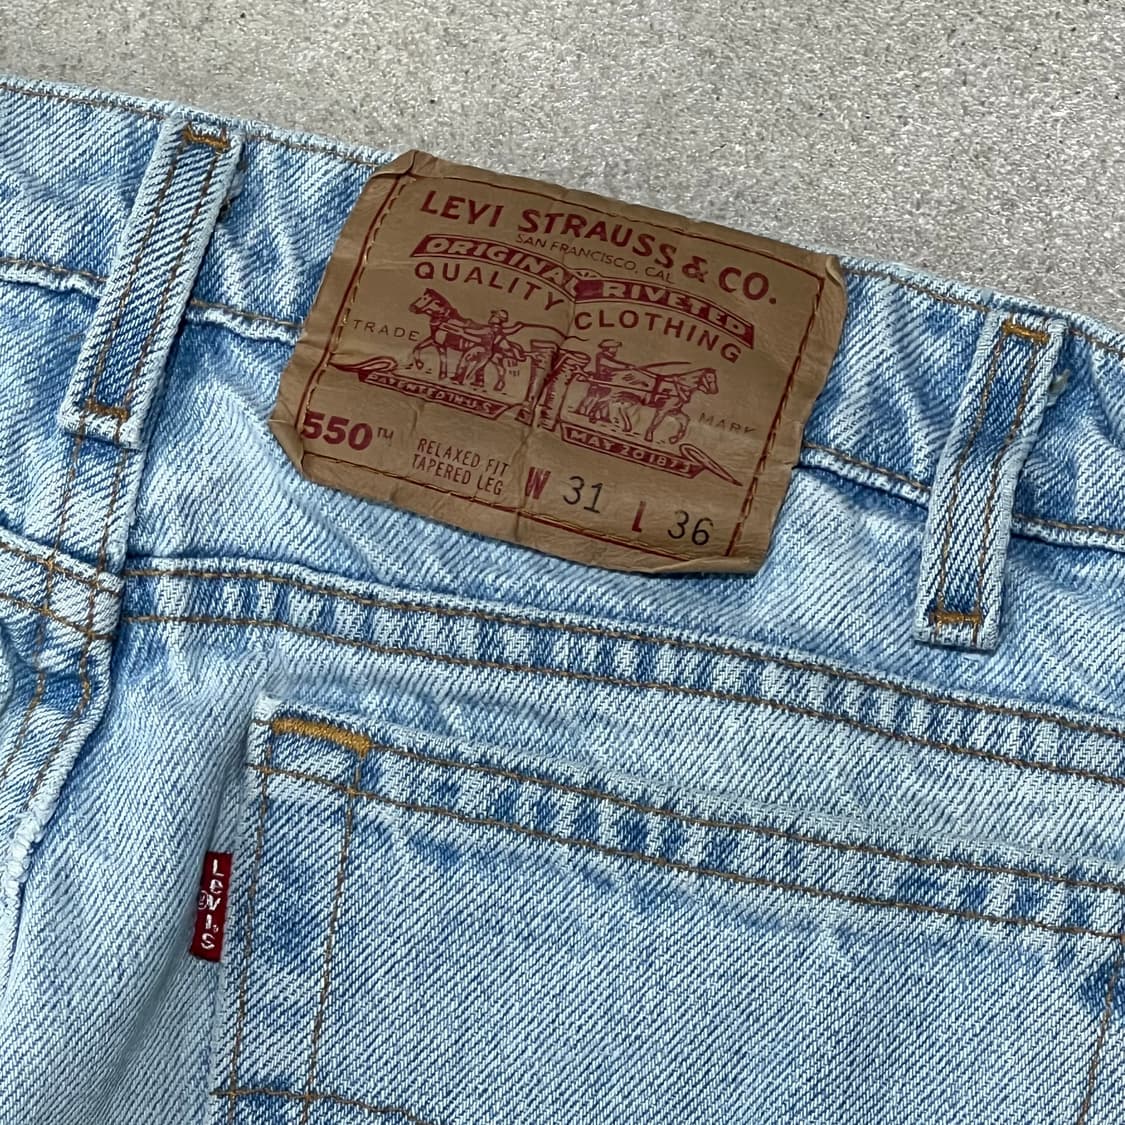 LEVI STRAUSS & CO.
SAN FRANCISCO, CAL.
ORIGINAL RIVETED
QUALITY CLOTHING
TRADE MARK
PATENTED IN U.S. MAY 20 1873
550™
RELAXED FIT
TAPERED LEG
W 31 L 36
LEVI'S
®